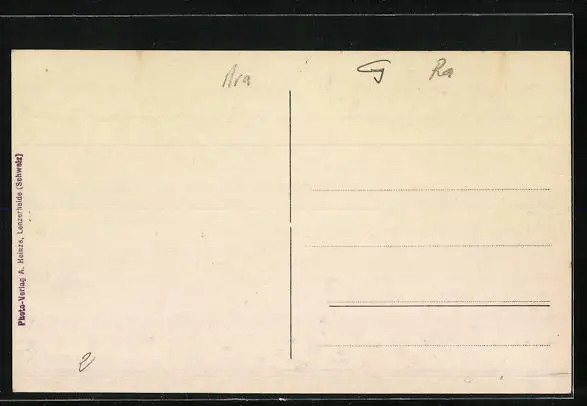 Ara
Ra
Photo-Verlag A. Heinze, Lenzerheide (Schweiz)
2